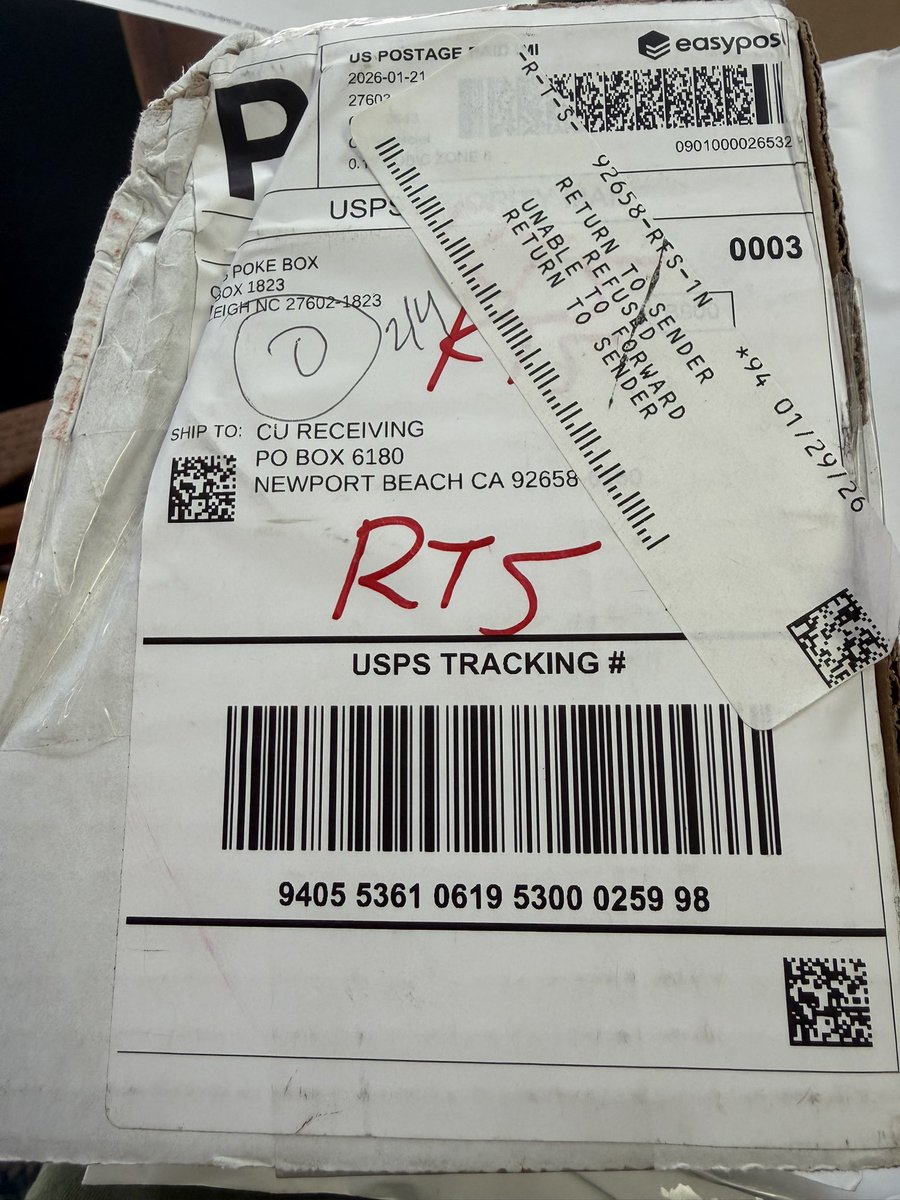 P
US POSTAGE
2026-01-21
27602
easypos
0901000026532
USPS
0003
POKE BOX
BOX 1823
EIGH NC 27602-1823
D 2/4
SHIP TO: CU RECEIVING
PO BOX 6180
NEWPORT BEACH CA 92658
-R-T-S-
92658-RTS-1N
*94 01/29/26
RETURN TO SENDER
REFUSED
UNABLE TO FORWARD
RETURN TO SENDER
RTS
USPS TRACKING #
9405 5361 0619 5300 0259 98